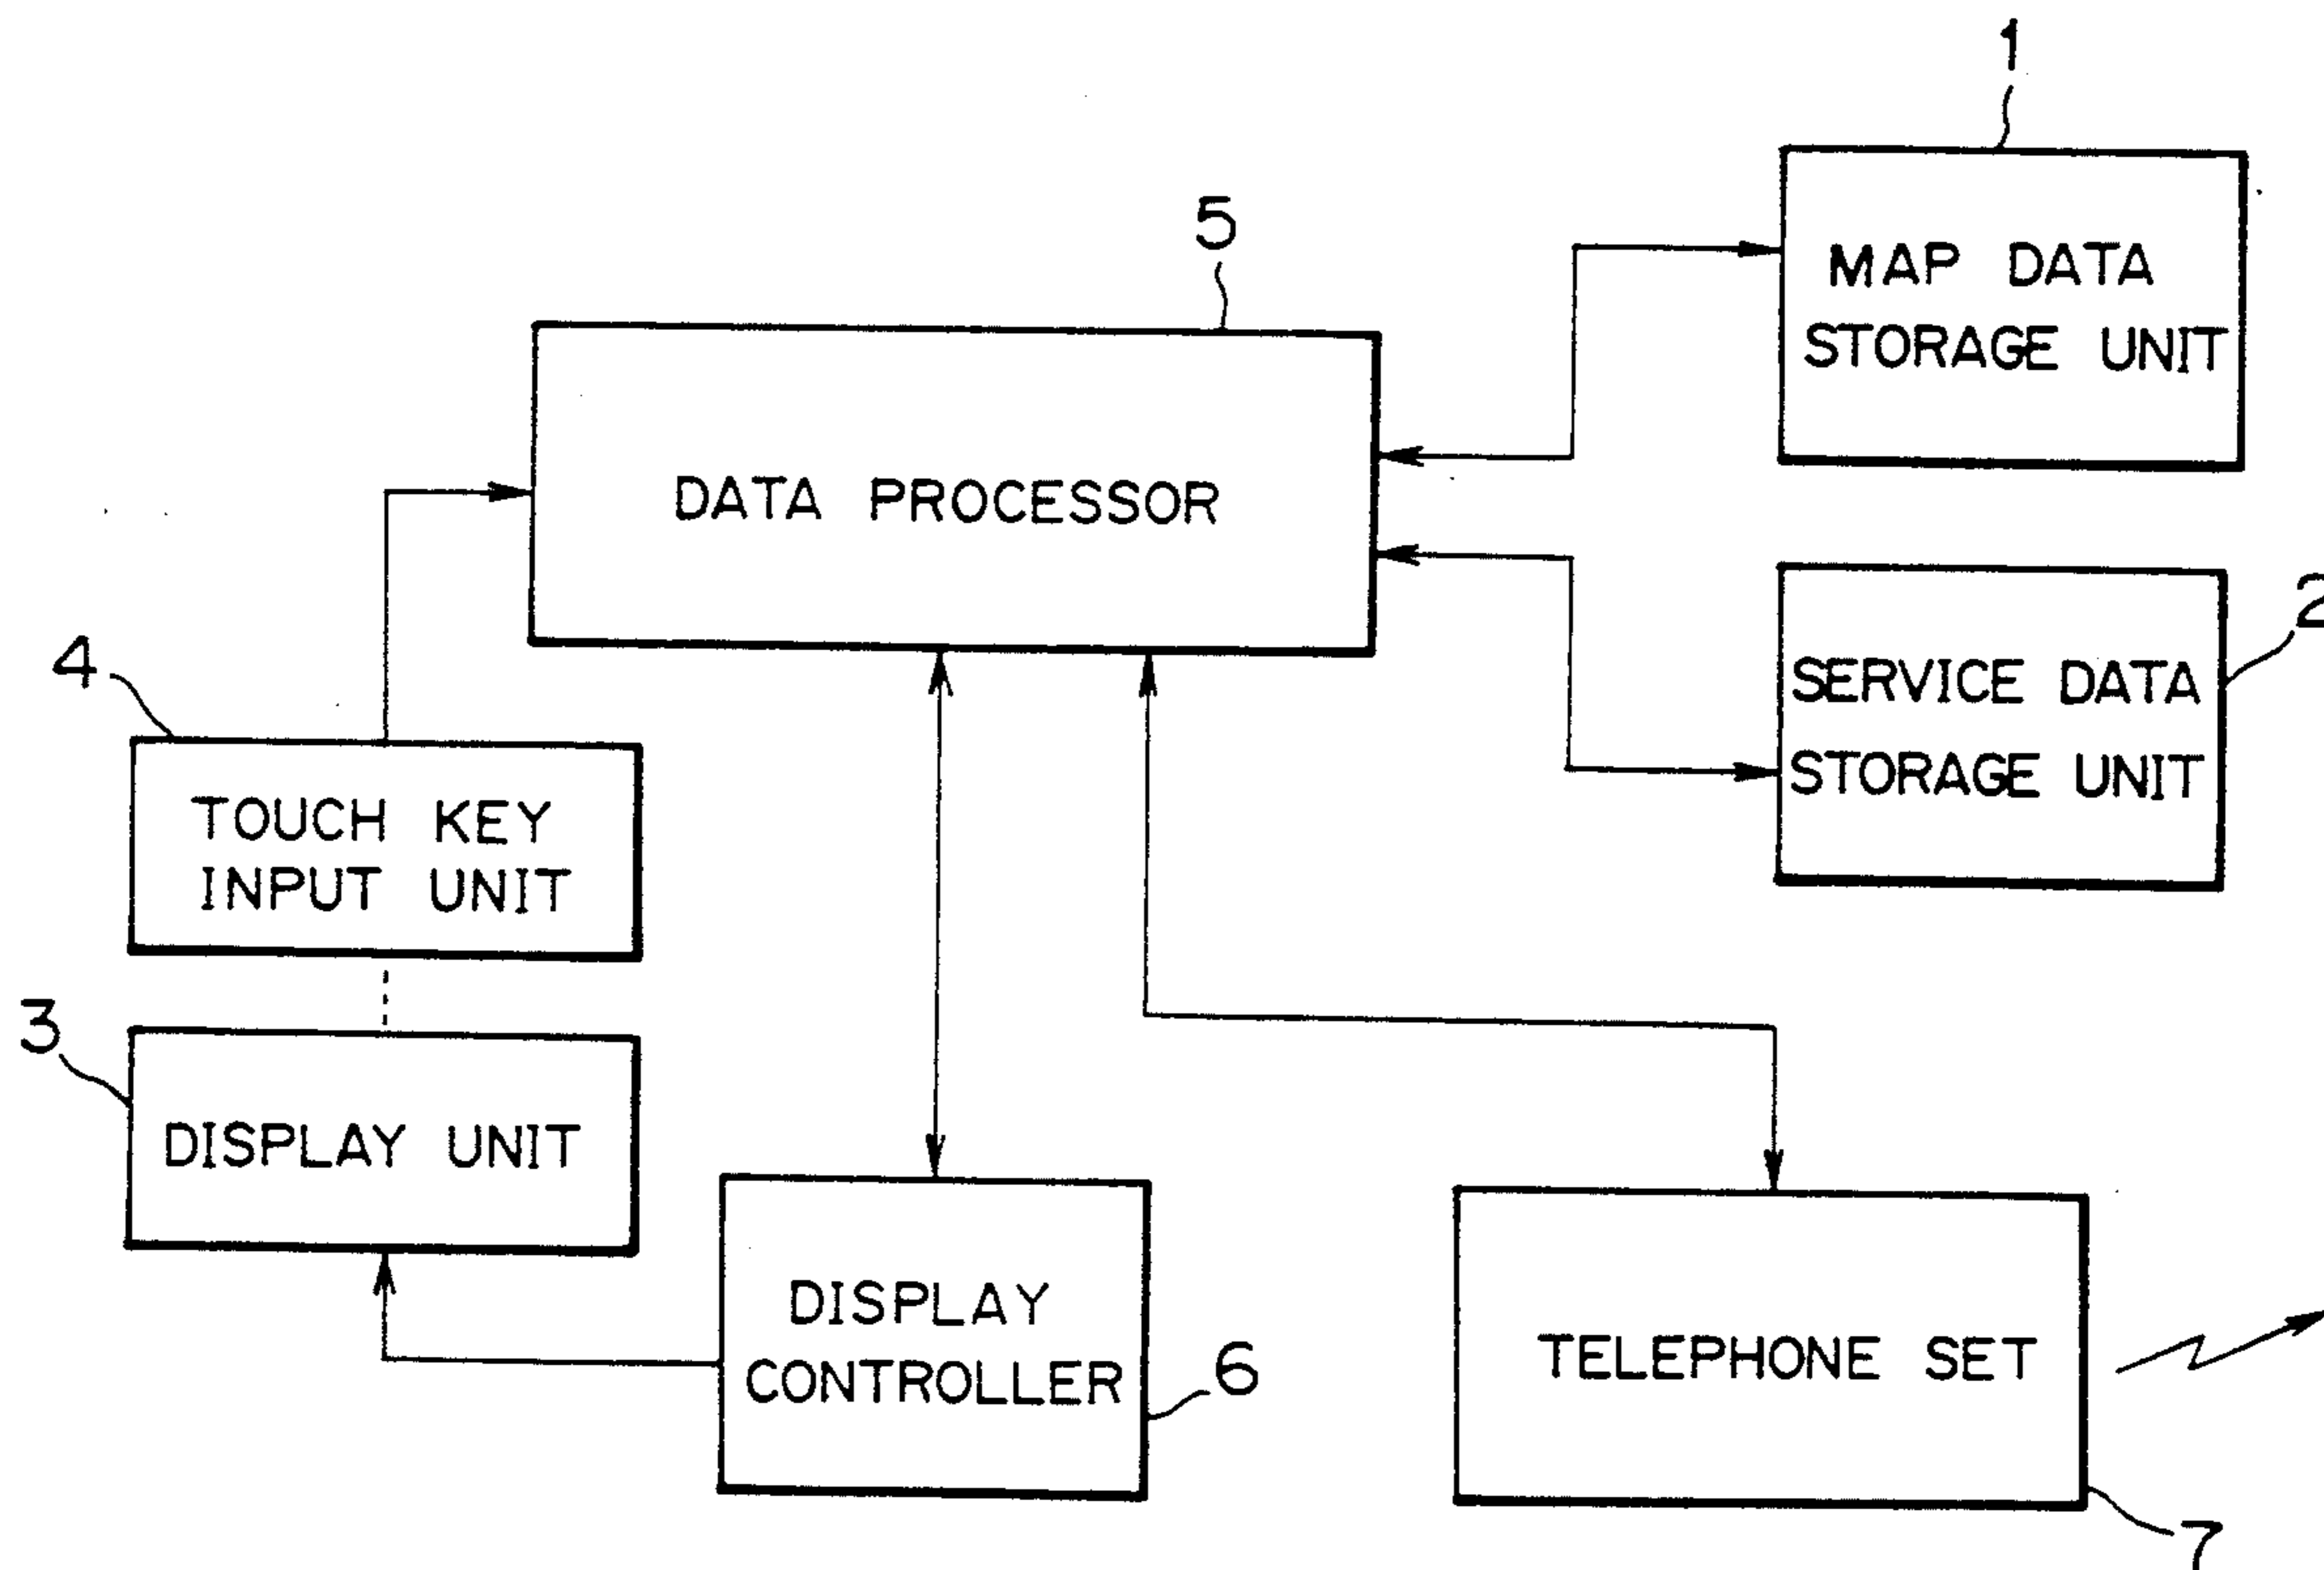 1
5
MAP DATA
STORAGE UNIT
DATA PROCESSOR
2
4
SERVICE DATA
STORAGE UNIT
TOUCH KEY
INPUT UNIT
3
DISPLAY UNIT
DISPLAY
CONTROLLER
6
TELEPHONE SET
7